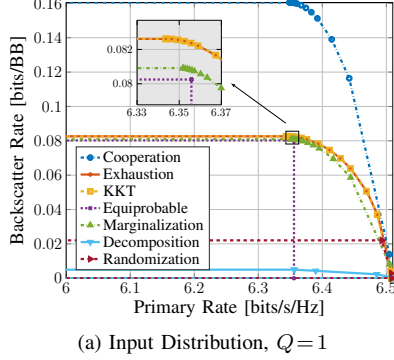 0.16
0.14
0.12
0.1
0.08
0.06
0.04
0.02
0
Backscatter Rate [bits/BB]
0.082
0.08
6.33 6.35 6.37
Cooperation
Exhaustion
KKT
Equiprobable
Marginalization
Decomposition
Randomization
6 6.1 6.2 6.3 6.4 6.5
Primary Rate [bits/s/Hz]
(a) Input Distribution, Q=1